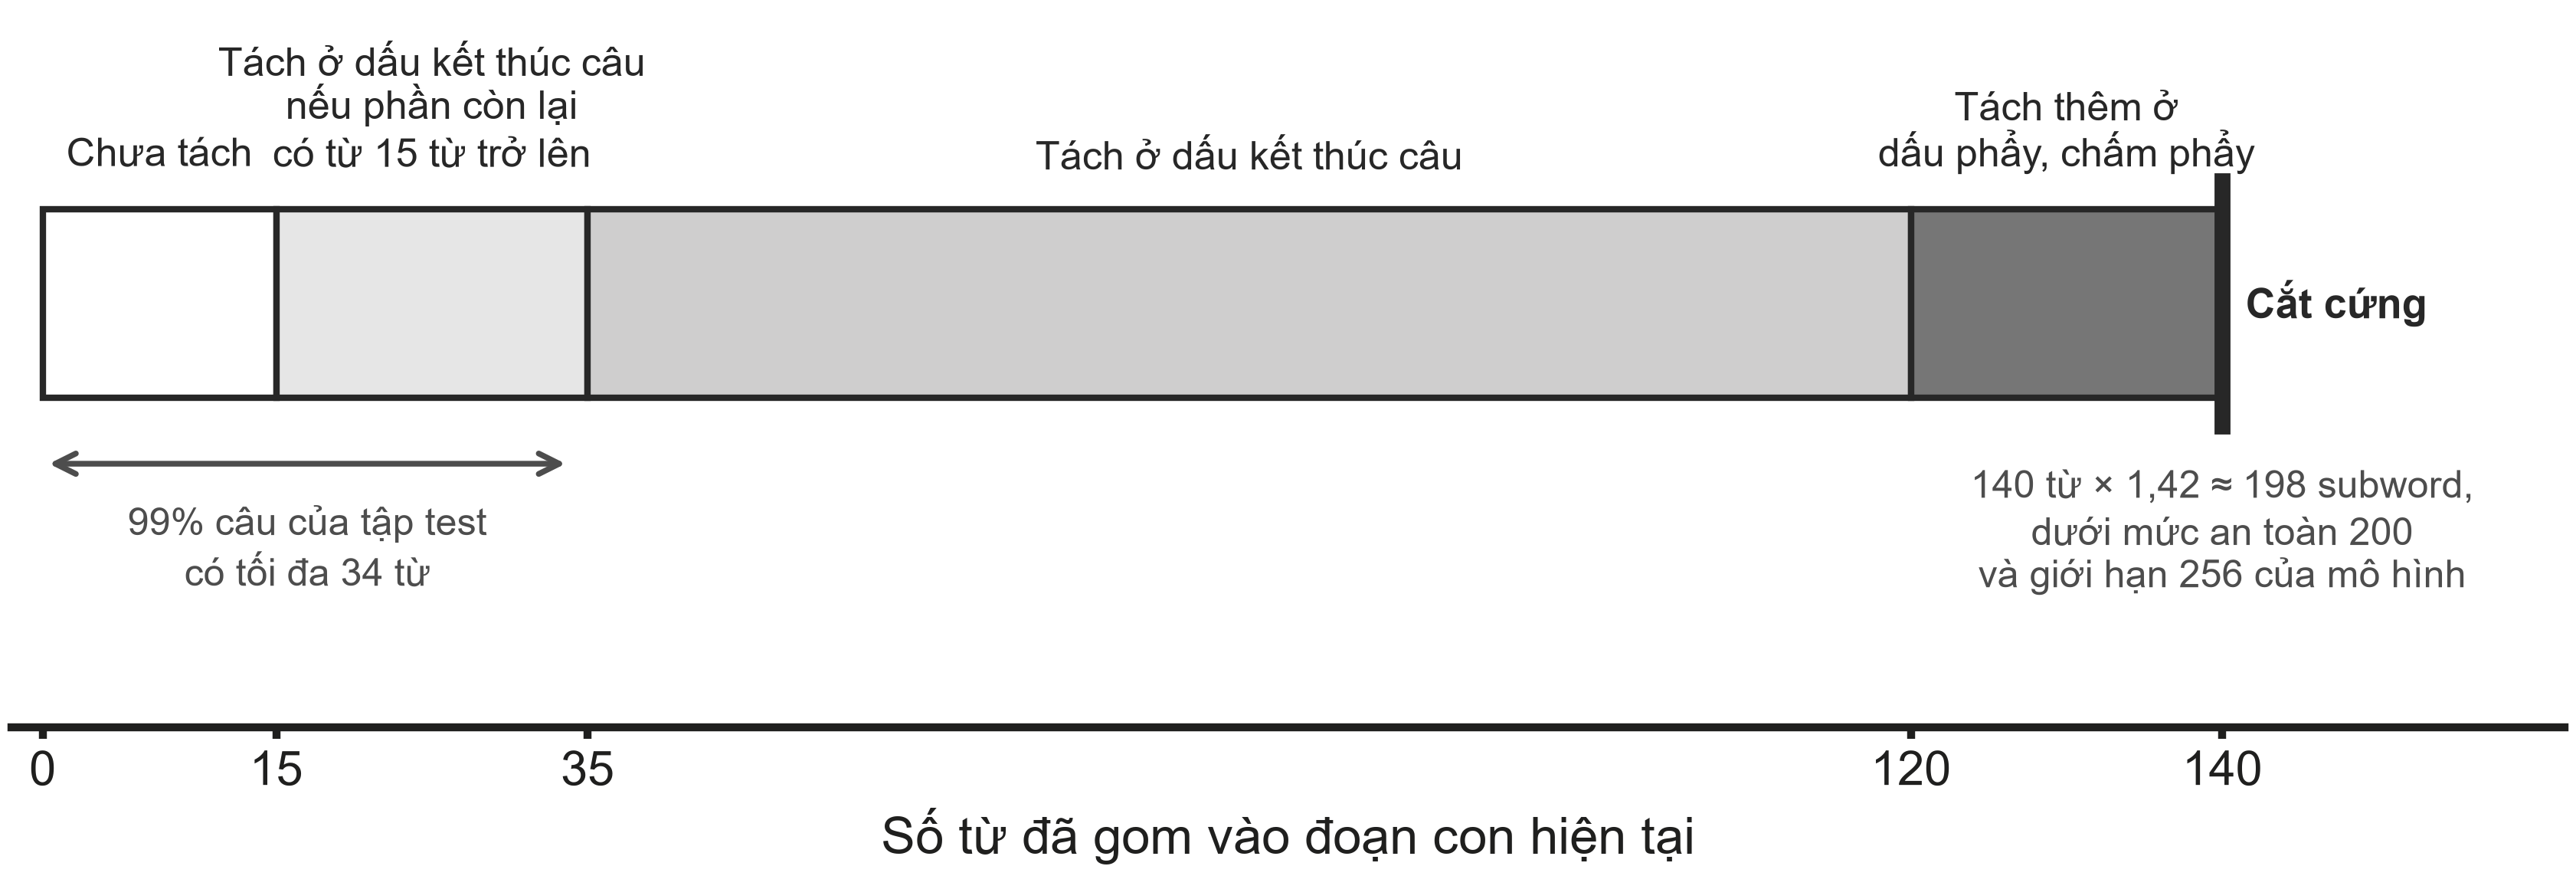 Tách ở dấu kết thúc câu
nếu phần còn lại
có từ 15 từ trở lên
Chưa tách
Tách ở dấu kết thúc câu
Tách thêm ở
dấu phẩy, chấm phẩy
Cắt cứng
99% câu của tập test
có tối đa 34 từ
140 từ × 1,42 ≈ 198 subword,
dưới mức an toàn 200
và giới hạn 256 của mô hình
0
15
35
120
140
Số từ đã gom vào đoạn con hiện tại